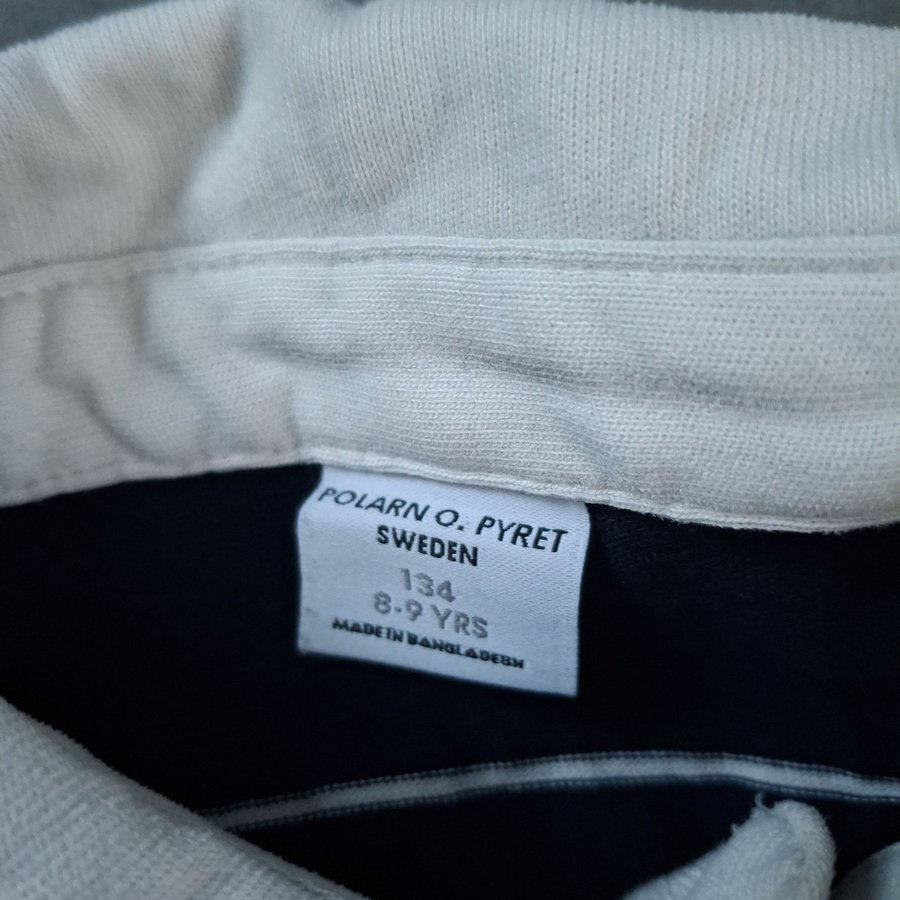 POLARN O. PYRET
SWEDEN
134
8-9 YRS
MADE IN BANGLADESH